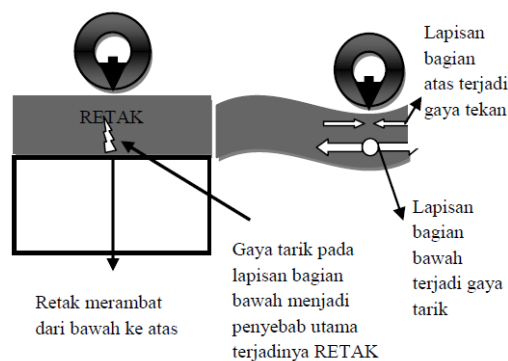 Lapisan
bagian
atas terjadi
gaya tekan
RETAK
Lapisan
bagian
bawah
terjadi gaya
tarik
Gaya tarik pada
lapisan bagian
bawah menjadi
penyebab utama
terjadinya RETAK
Retak merambat
dari bawah ke atas